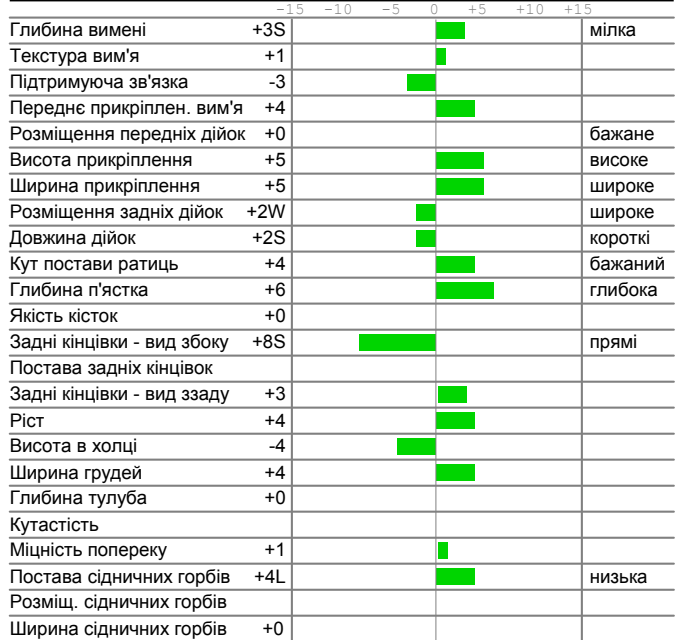 -15 -10 -5 0 +5 +10 +15
Глибина вимені +3S мілка
Текстура вим'я +1
Підтримуюча зв'язка -3
Переднє прикріплен. вим'я +4
Розміщення передніх дійок +0 бажане
Висота прикріплення +5 високе
Ширина прикріплення +5 широке
Розміщення задніх дійок +2W широке
Довжина дійок +2S короткі
Кут постави ратиць +4 бажаний
Глибина п'ястка +6 глибока
Якість кісток +0
Задні кінцівки - вид збоку +8S прямі
Постава задніх кінцівок
Задні кінцівки - вид ззаду +3
Ріст +4
Висота в холці -4
Ширина грудей +4
Глибина тулуба +0
Кутастість
Міцність попереку +1
Постава сідничних горбів +4L низька
Розміщ. сідничних горбів
Ширина сідничних горбів +0